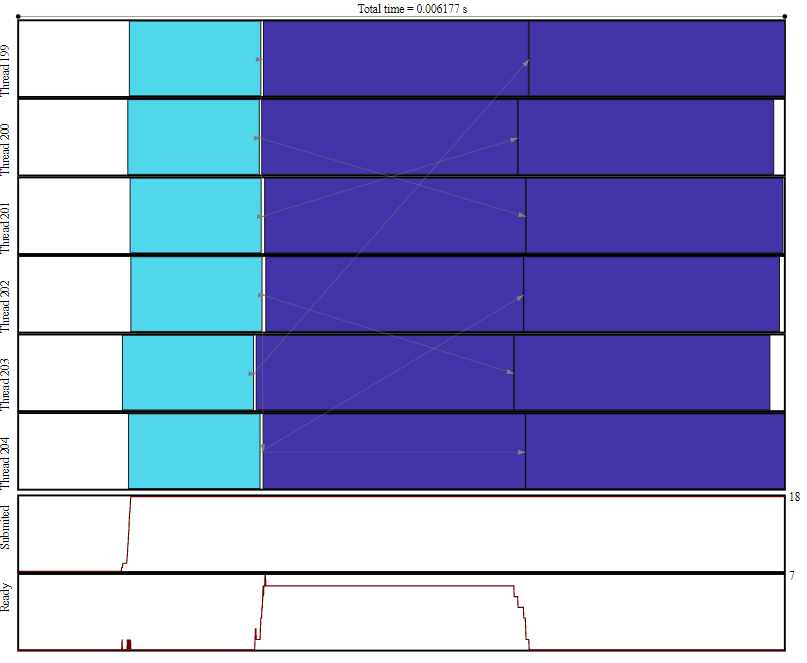 Total time = 0.006177 s
Thread 199
Thread 200
Thread 201
Thread 202
Thread 203
Thread 204
Submitted
18
Ready
7